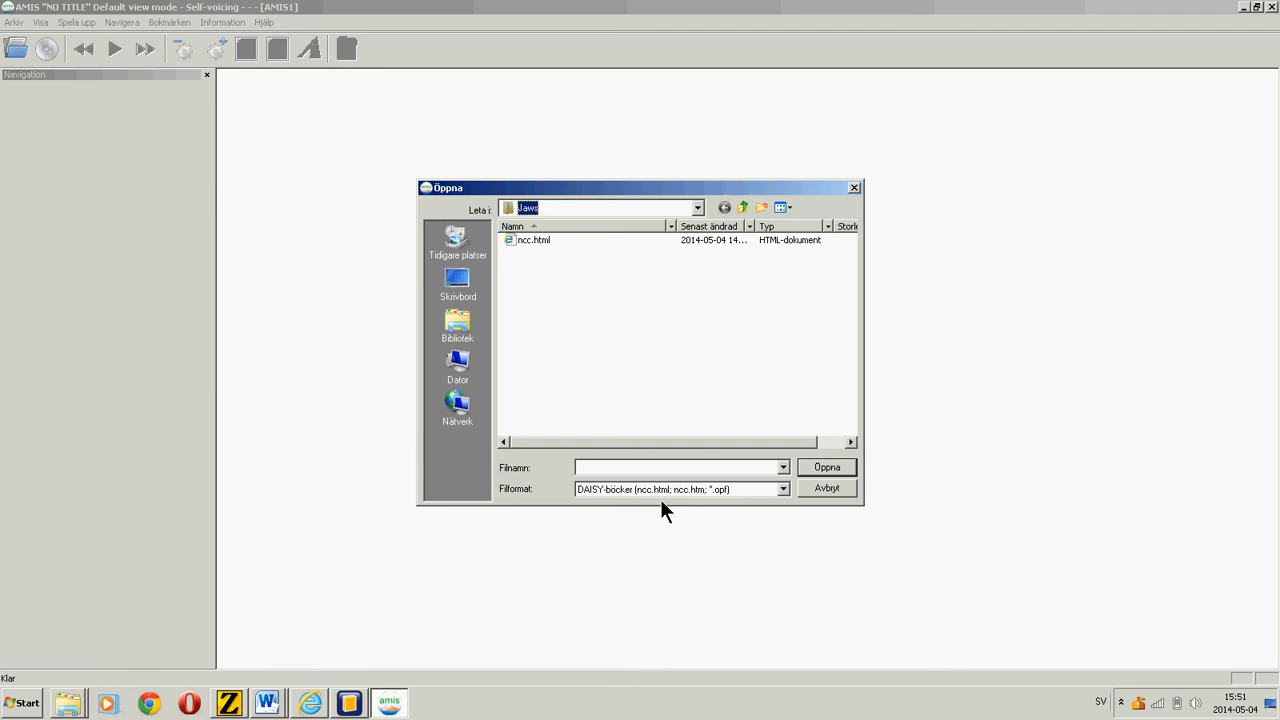 AMIS "NO TITLE" Default view mode - Self-voicing - - - [AMIS1]
Arkiv Visa Spela upp Navigera Bokmärken Information Hjälp
Navigation
Öppna
Leta i: Jaws
Namn Senast ändrad Typ Storle
ncc.html 2014-05-04 14... HTML-dokument
Tidigare platser
Skrivbord
Bibliotek
Dator
Nätverk
Filnamn: Öppna
Filformat: DAISY-böcker (ncc.html; ncc.htm; *.opf) Avbryt
Klar
Start Z W amis SV 15:51
2014-05-04